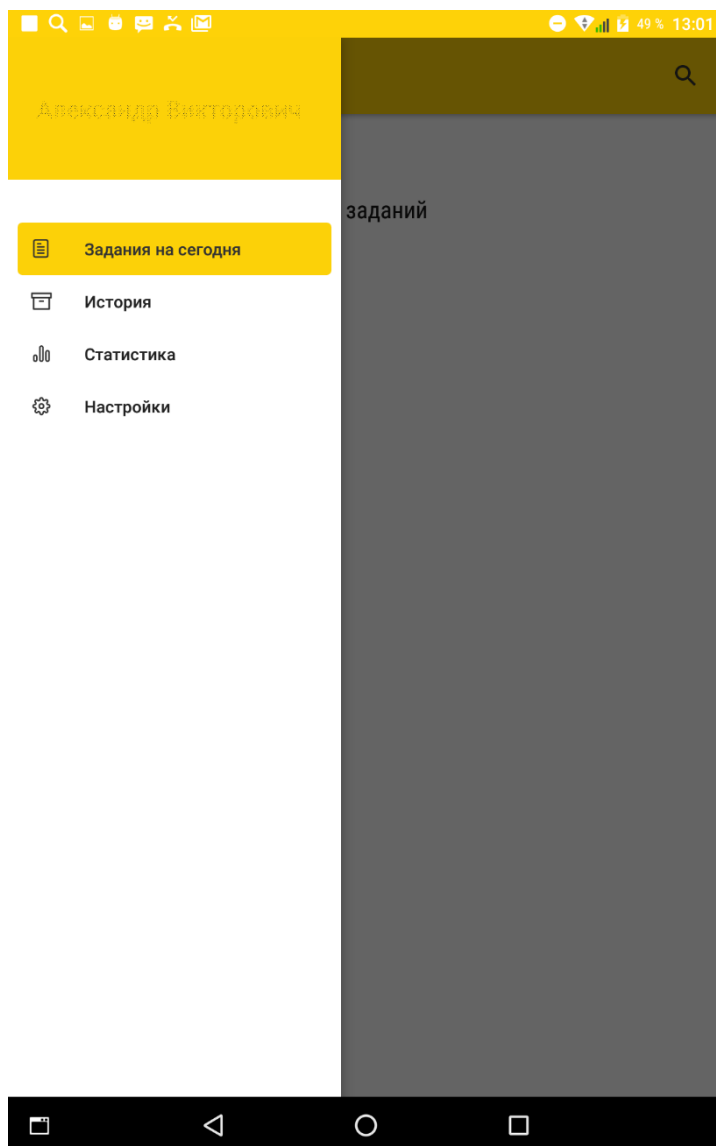 49 % 13:01
Александр Викторович
заданий
Задания на сегодня
История
Статистика
Настройки